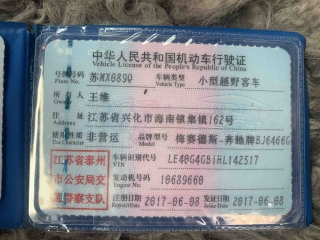 中华人民共和国机动车行驶证
Vehicle License of the People's Republic of China
号牌号码 苏MX089Q 车辆类型 小型越野客车
Plate No. Vehicle Type
所有人 王维
Owner
住址 江苏省兴化市海南镇集镇162号
Address
使用性质 非营运 品牌型号 梅赛德斯-奔驰牌BJ6466G
Use Character Model
江苏省泰州
市公安局交
通警察支队
车辆识别代号 LE40G4GB1HL142517
VIN
发动机号码 10689660
Engine No.
注册日期 2017-06-08 发证日期 2017-06-08
Register Date Issue Date